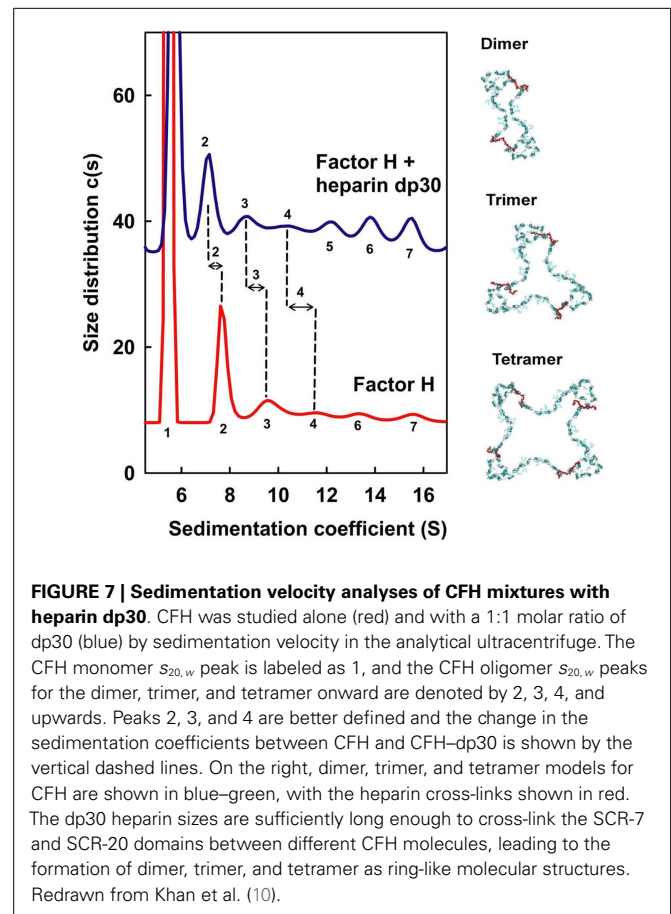 Dimer
60
2
Factor H +
heparin dp30
3
4
5
6
7
40
Size distribution c(s)
2
3
4
Trimer
20
Factor H
1
2
3
4
6
7
Tetramer
0
6 8 10 12 14 16
Sedimentation coefficient (S)
FIGURE 7 | Sedimentation velocity analyses of CFH mixtures with
heparin dp30. CFH was studied alone (red) and with a 1:1 molar ratio of
dp30 (blue) by sedimentation velocity in the analytical ultracentrifuge. The
CFH monomer s20,w peak is labeled as 1, and the CFH oligomer s20,w peaks
for the dimer, trimer, and tetramer onward are denoted by 2, 3, 4, and
upwards. Peaks 2, 3, and 4 are better defined and the change in the
sedimentation coefficients between CFH and CFH–dp30 is shown by the
vertical dashed lines. On the right, dimer, trimer, and tetramer models for
CFH are shown in blue–green, with the heparin cross-links shown in red.
The dp30 heparin sizes are sufficiently long enough to cross-link the SCR-7
and SCR-20 domains between different CFH molecules, leading to the
formation of dimer, trimer, and tetramer as ring-like molecular structures.
Redrawn from Khan et al. (10).